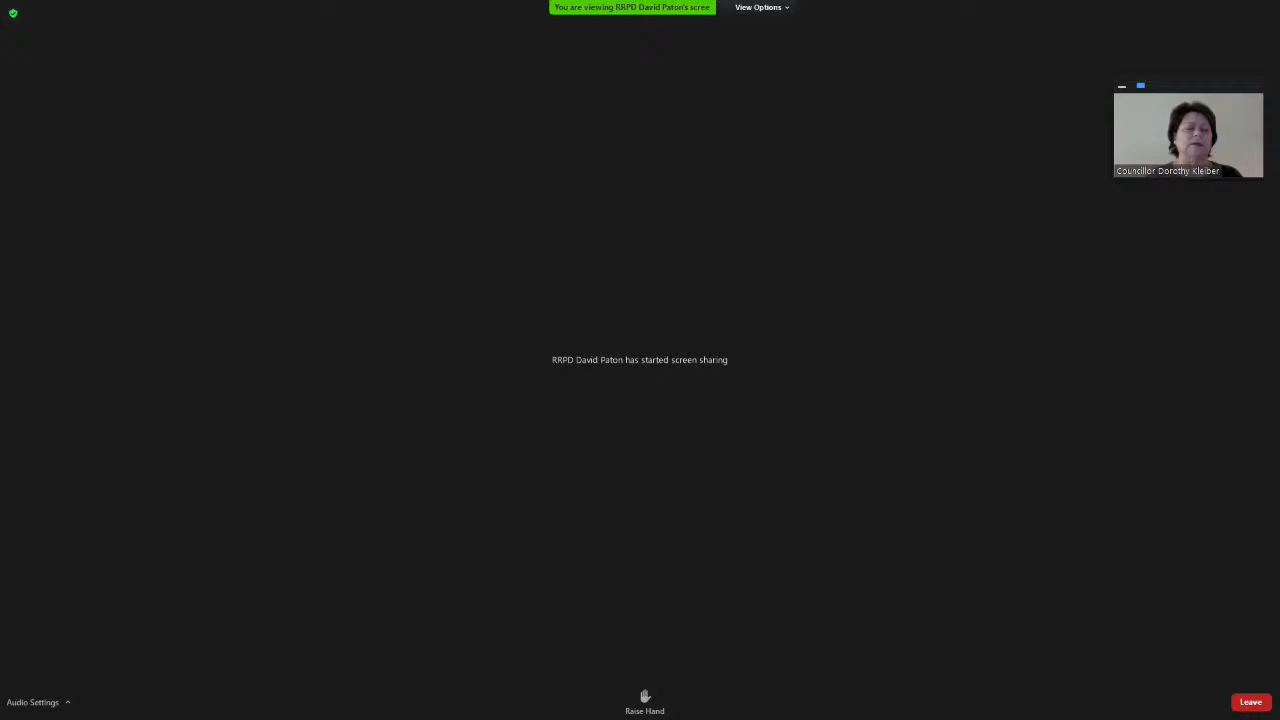 You are viewing RRPD David Paton's scree
View Options
Councillor Dorothy Kleiber
RRPD David Paton has started screen sharing
Audio Settings
Raise Hand
Leave